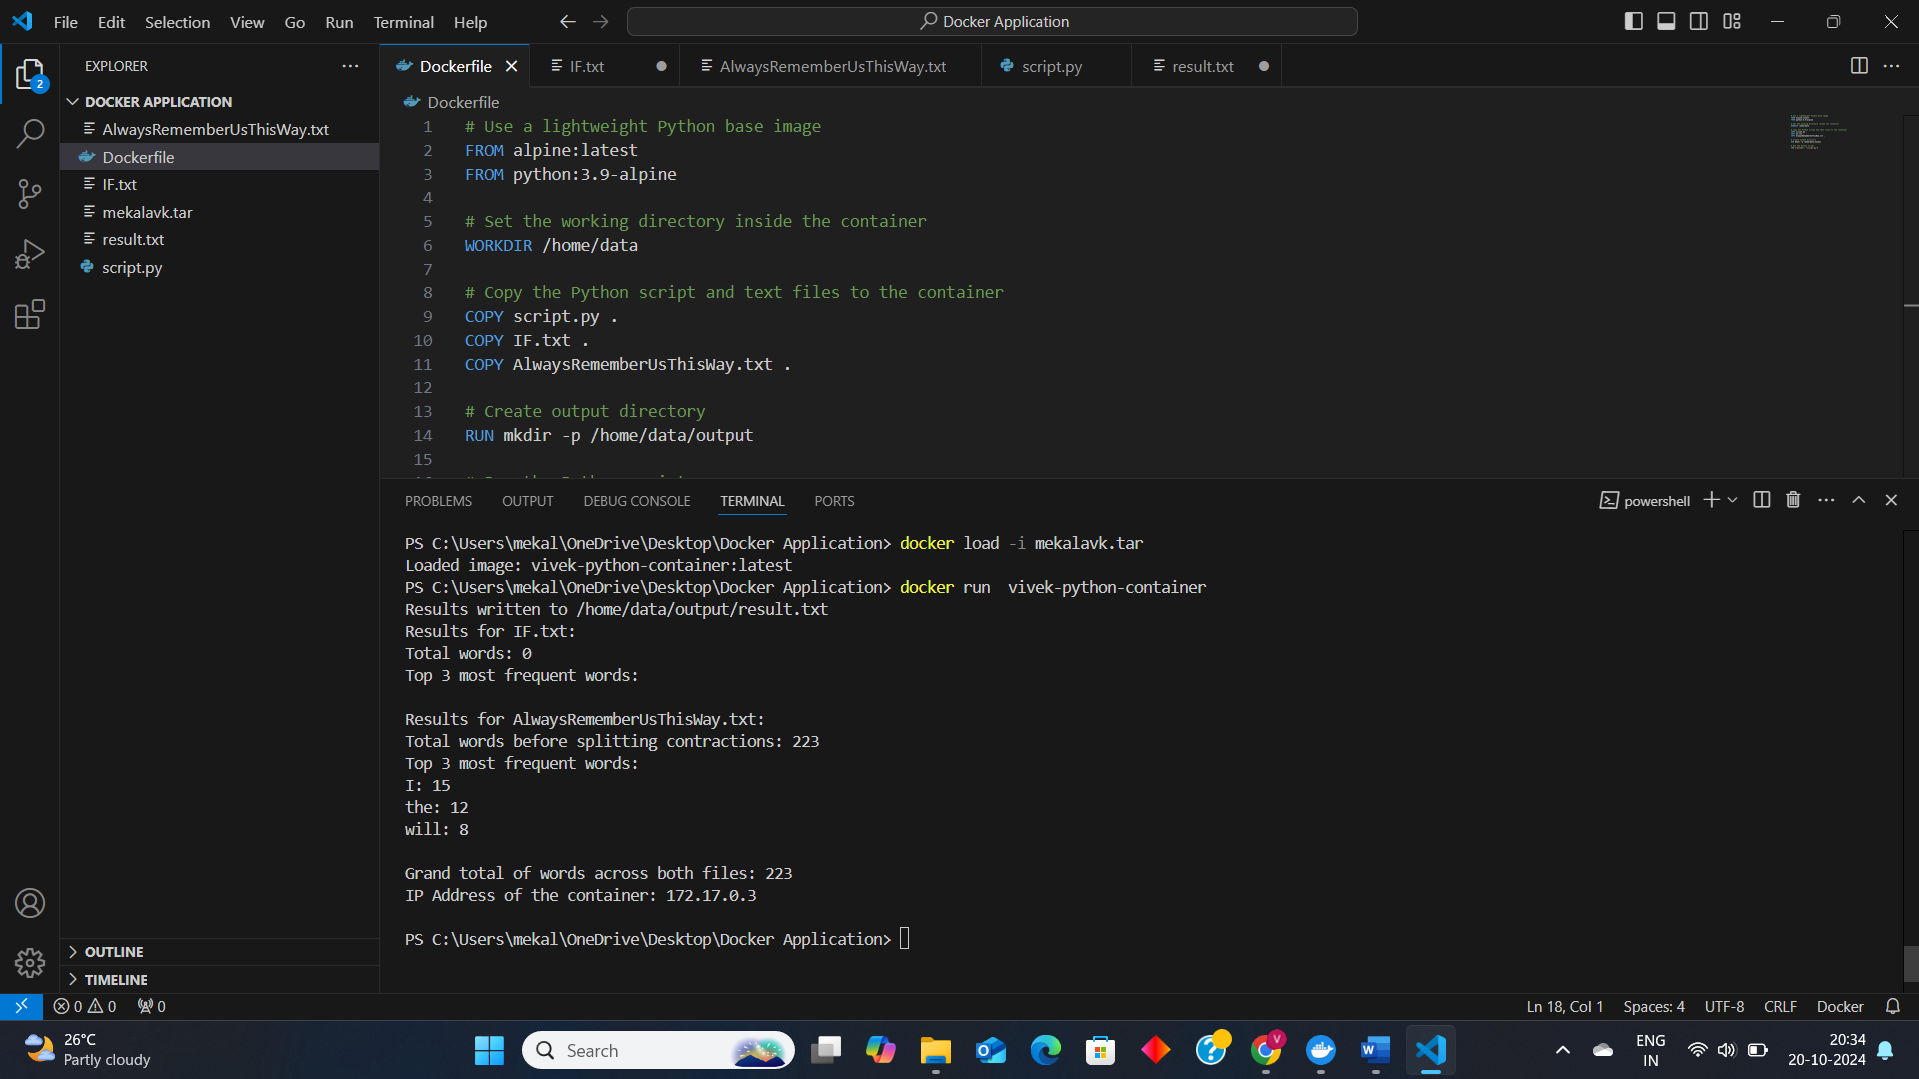 File Edit Selection View Go Run Terminal Help
Docker Application
EXPLORER
2
DOCKER APPLICATION
AlwaysRememberUsThisWay.txt
Dockerfile
IF.txt
mekalavk.tar
result.txt
script.py
OUTLINE
TIMELINE
Dockerfile IF.txt AlwaysRememberUsThisWay.txt script.py result.txt
Dockerfile
1 # Use a lightweight Python base image
2 FROM alpine:latest
3 FROM python:3.9-alpine
4
5 # Set the working directory inside the container
6 WORKDIR /home/data
7
8 # Copy the Python script and text files to the container
9 COPY script.py .
10 COPY IF.txt .
11 COPY AlwaysRememberUsThisWay.txt .
12
13 # Create output directory
14 RUN mkdir -p /home/data/output
15
PROBLEMS OUTPUT DEBUG CONSOLE TERMINAL PORTS
powershell
PS C:\Users\mekal\OneDrive\Desktop\Docker Application> docker load -i mekalavk.tar
Loaded image: vivek-python-container:latest
PS C:\Users\mekal\OneDrive\Desktop\Docker Application> docker run  vivek-python-container
Results written to /home/data/output/result.txt
Results for IF.txt:
Total words: 0
Top 3 most frequent words:
Results for AlwaysRememberUsThisWay.txt:
Total words before splitting contractions: 223
Top 3 most frequent words:
I: 15
the: 12
will: 8
Grand total of words across both files: 223
IP Address of the container: 172.17.0.3
PS C:\Users\mekal\OneDrive\Desktop\Docker Application>
0 0 0
Ln 18, Col 1 Spaces: 4 UTF-8 CRLF Docker
26°C
Partly cloudy
Search
V
ENG
IN
20:34
20-10-2024